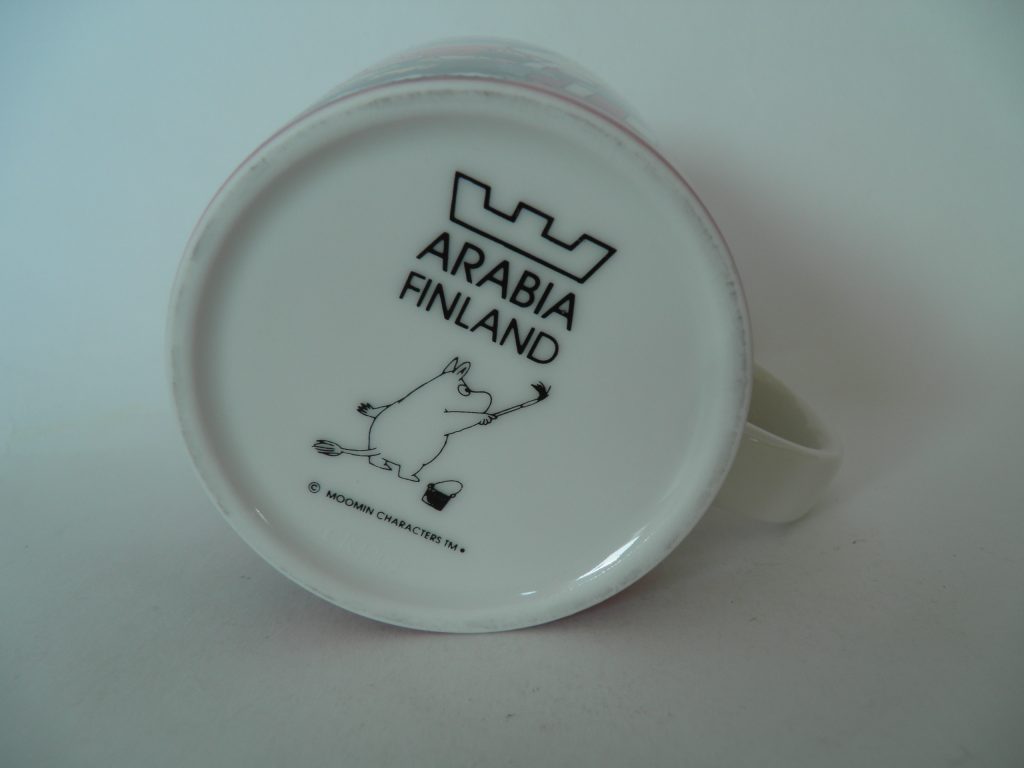 ARABIA
FINLAND
© MOOMIN CHARACTERS TM •